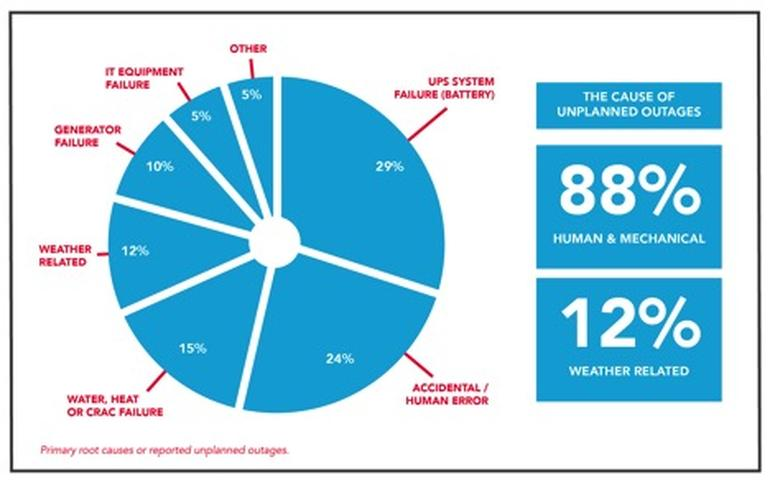 OTHER
5%
IT EQUIPMENT
FAILURE
5%
UPS SYSTEM
FAILURE (BATTERY)
29%
GENERATOR
FAILURE
10%
WEATHER
RELATED
12%
WATER, HEAT
OR CRAC FAILURE
15%
ACCIDENTAL /
HUMAN ERROR
24%
Primary root causes or reported unplanned outages.
THE CAUSE OF
UNPLANNED OUTAGES
88%
HUMAN & MECHANICAL
12%
WEATHER RELATED